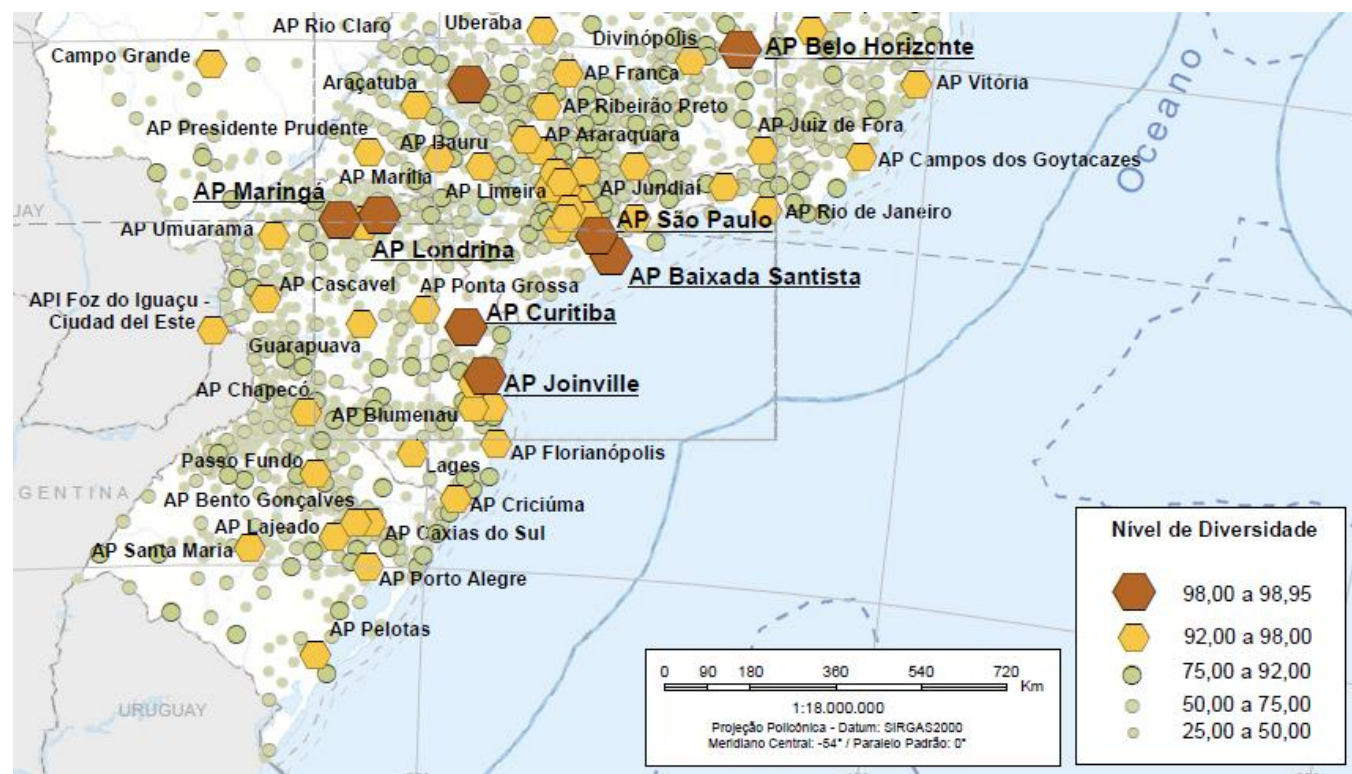 AP Rio Claro
Uberaba
Divinópolis
AP Belo Horizonte
Campo Grande
AP Franca
AP Vitória
Oceano
Araçatuba
AP Ribeirão Preto
AP Presidente Prudente
AP Bauru
AP Araraquara
AP Juiz de Fora
AP Campos dos Goytacazes
AP Marília
AP Limeira
AP Jundiaí
AP Maringá
UAY
AP Umuarama
AP Londrina
AP São Paulo
AP Rio de Janeiro
AP Baixada Santista
AP Cascavel
AP Ponta Grossa
API Foz do Iguaçu -
Ciudad del Este
AP Curitiba
Guarapuava
AP Chapecó
AP Joinville
AP Blumenau
AP Florianópolis
Passo Fundo
Lages
GENTINA
AP Bento Gonçalves
AP Criciúma
AP Lajeado
AP Caxias do Sul
AP Santa Maria
AP Porto Alegre
AP Pelotas
URUGUAY
0 90 180 360 540 720
Km
1:18.000.000
Projeção Policônica - Datum: SIRGAS2000
Meridiano Central: -54° / Paralelo Padrão: 0°
Nível de Diversidade
98,00 a 98,95
92,00 a 98,00
75,00 a 92,00
50,00 a 75,00
25,00 a 50,00